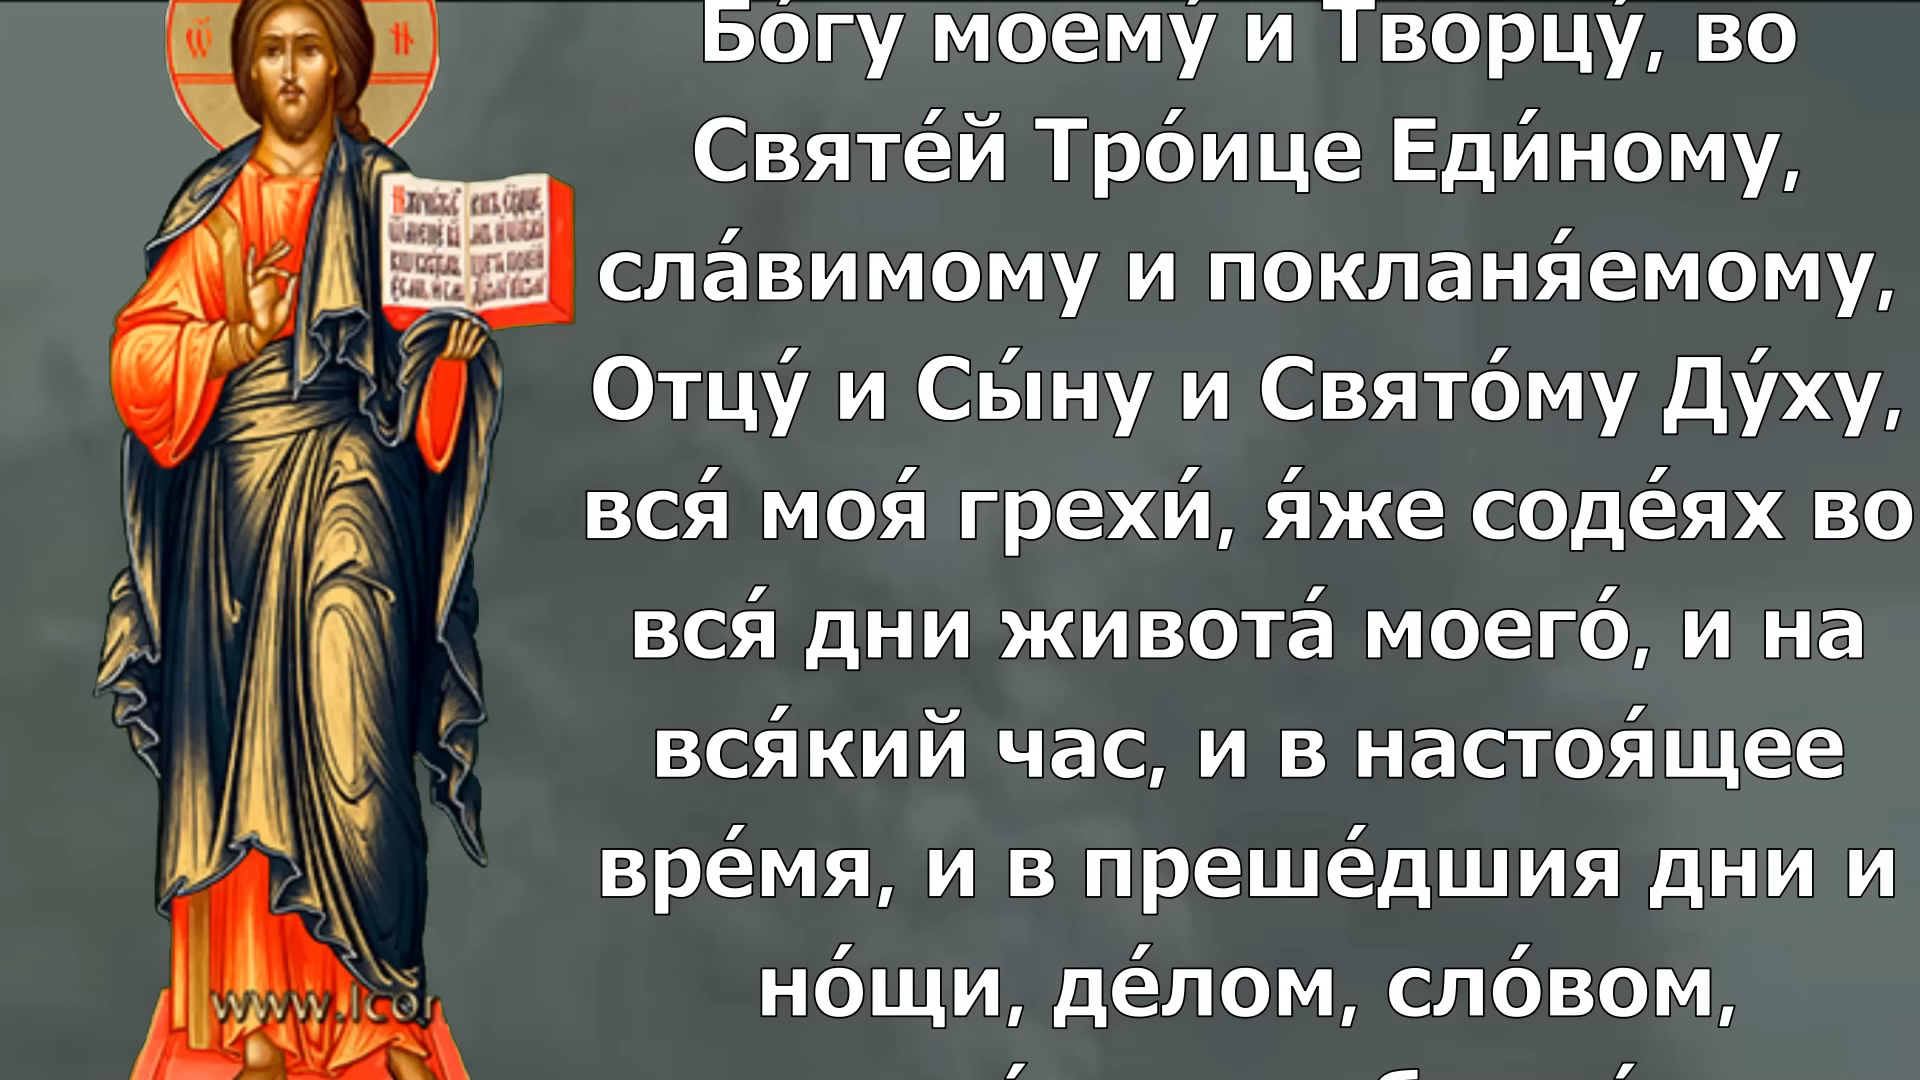 Бо́гу моему́ и Творцу́, во
Святе́й Тро́ице Еди́ному,
сла́вимому и покланя́емому,
Отцу́ и Сы́ну и Свято́му Ду́ху,
вся́ моя́ грехи́, я́же соде́ях во
вся́ дни живота́ моего́, и на
вся́кий час, и в настоя́щее
вре́мя, и в преше́дшия дни и
но́щи, де́лом, сло́вом,
www.Icon